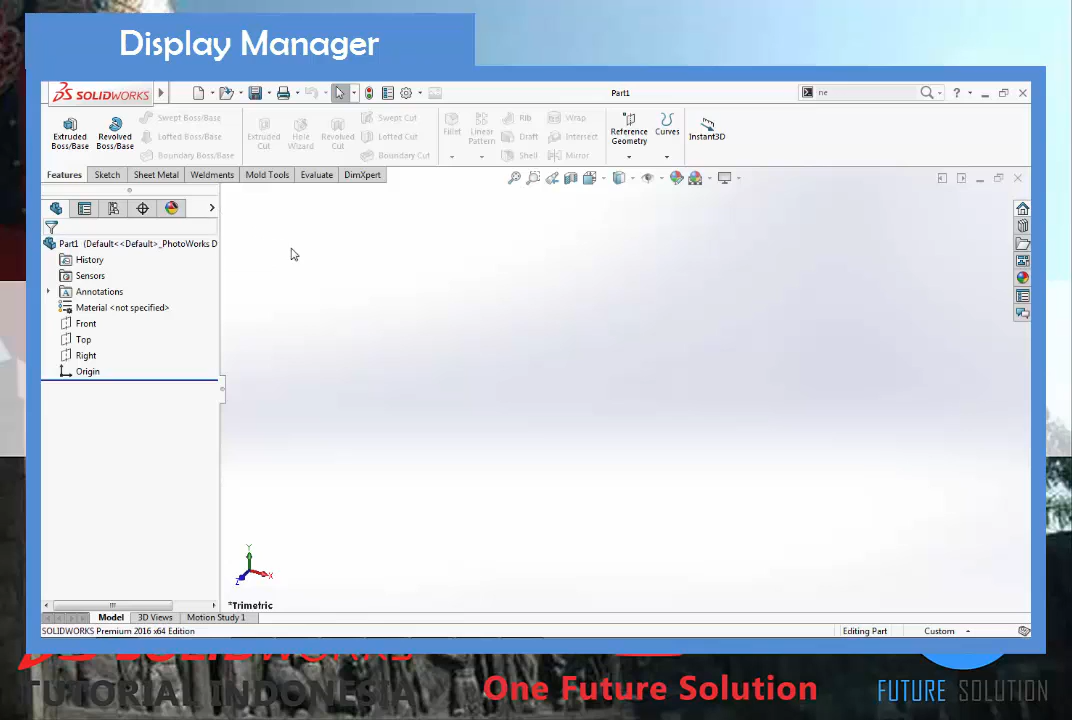 Display Manager
SOLIDWORKS
Part1
ne
Extruded Boss/Base
Revolved Boss/Base
Swept Boss/Base
Lofted Boss/Base
Boundary Boss/Base
Extruded Cut
Hole Wizard
Revolved Cut
Swept Cut
Lofted Cut
Boundary Cut
Fillet
Linear Pattern
Rib
Draft
Shell
Wrap
Intersect
Mirror
Reference Geometry
Curves
Instant3D
Features
Sketch
Sheet Metal
Weldments
Mold Tools
Evaluate
DimXpert
Part1 (Default<<Default>_PhotoWorks D
History
Sensors
Annotations
Material <not specified>
Front
Top
Right
Origin
Y
X
Z
*Trimetric
Model
3D Views
Motion Study 1
SOLIDWORKS Premium 2016 x64 Edition
Editing Part
Custom
TUTORIAL INDONESIA
One Future Solution
FUTURE SOLUTION